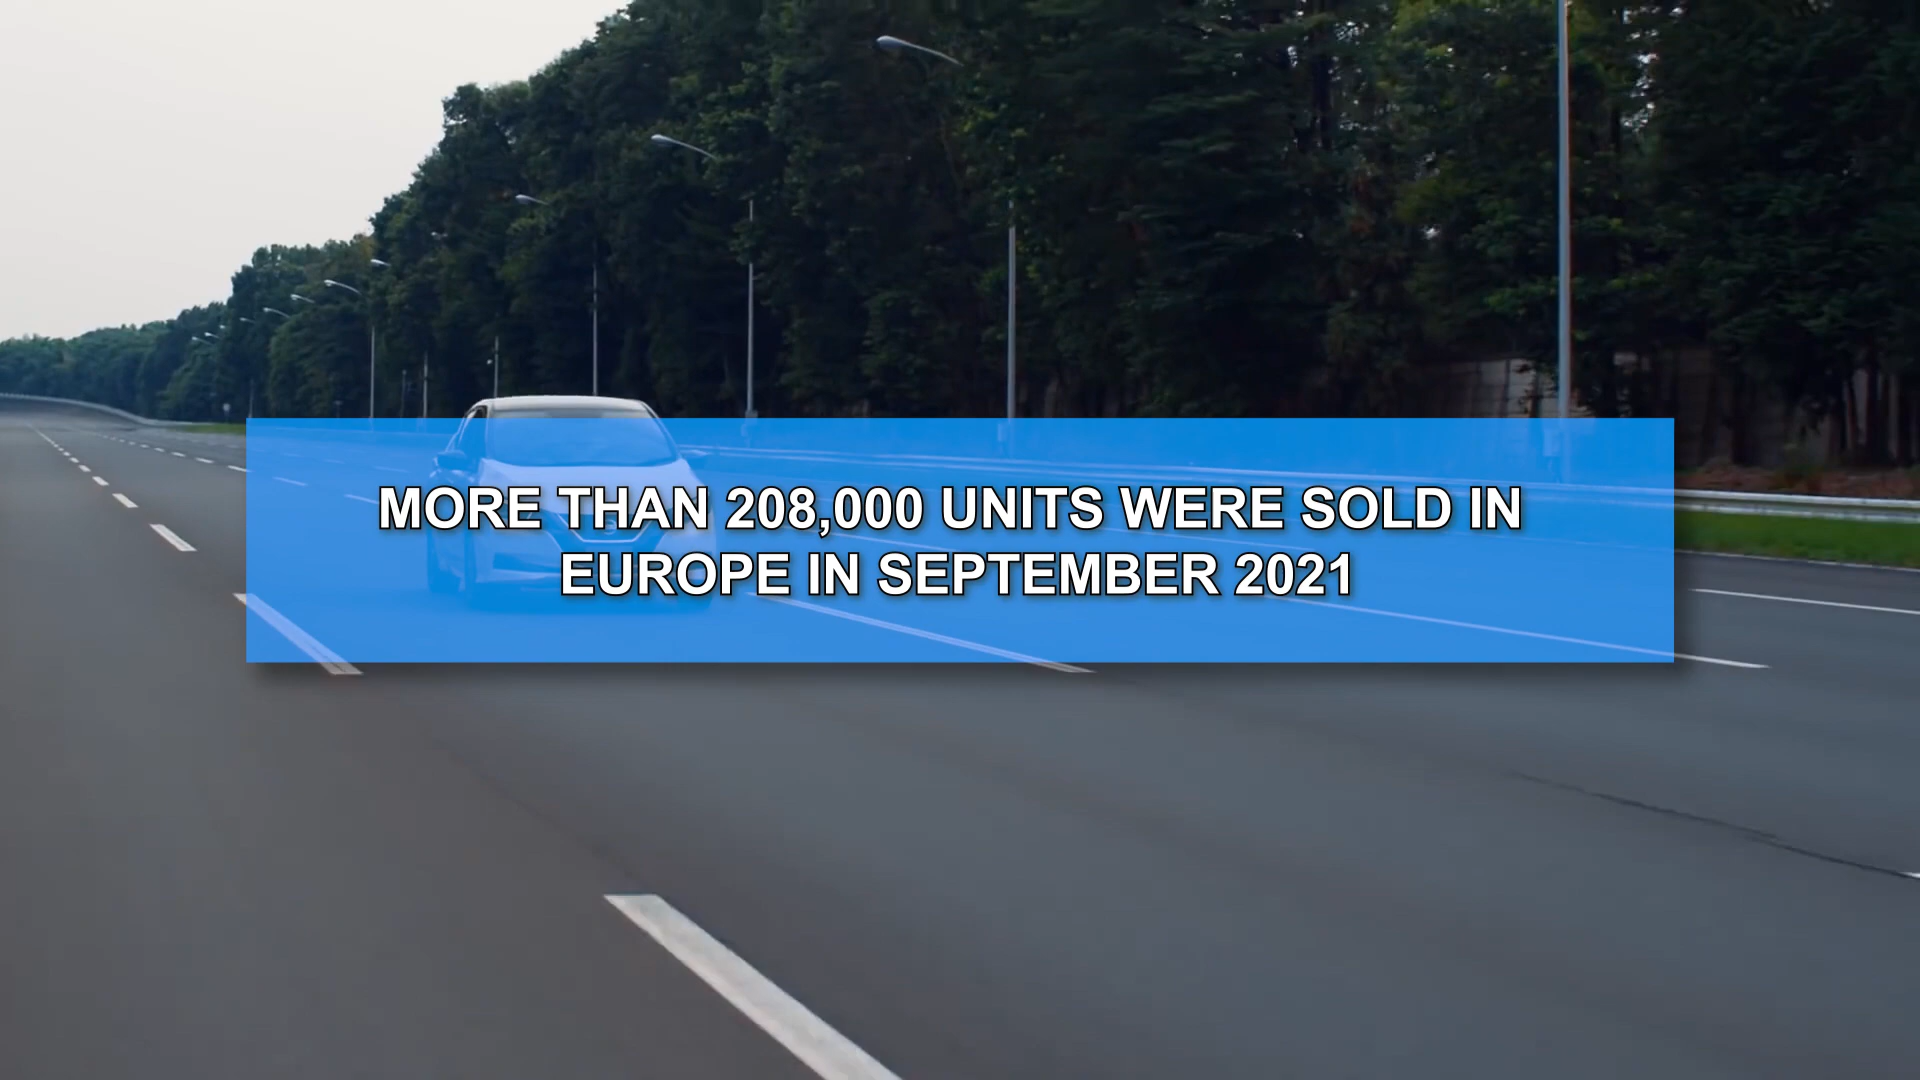 MORE THAN 208,000 UNITS WERE SOLD IN
EUROPE IN SEPTEMBER 2021